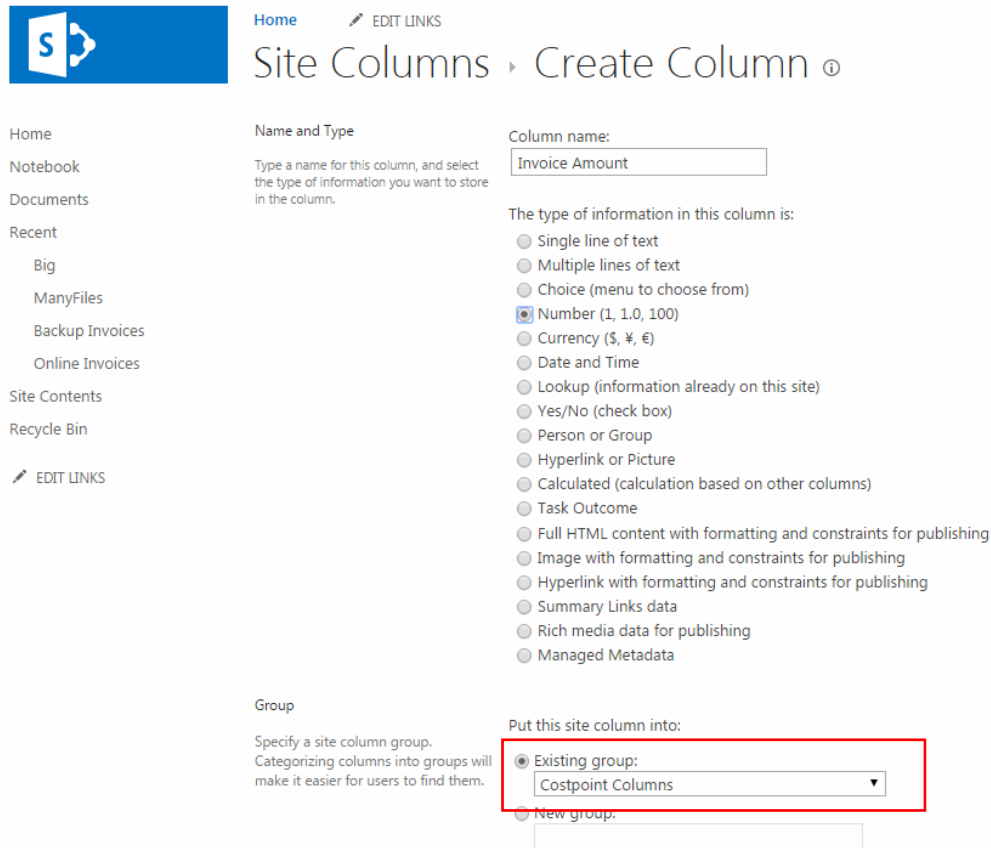 S
Home
EDIT LINKS
Site Columns ▸ Create Column
Home
Notebook
Documents
Recent
Big
ManyFiles
Backup Invoices
Online Invoices
Site Contents
Recycle Bin
EDIT LINKS
Name and Type
Type a name for this column, and select
the type of information you want to store
in the column.
Column name:
Invoice Amount
The type of information in this column is:
Single line of text
Multiple lines of text
Choice (menu to choose from)
Number (1, 1.0, 100)
Currency ($, ¥, €)
Date and Time
Lookup (information already on this site)
Yes/No (check box)
Person or Group
Hyperlink or Picture
Calculated (calculation based on other columns)
Task Outcome
Full HTML content with formatting and constraints for publishing
Image with formatting and constraints for publishing
Hyperlink with formatting and constraints for publishing
Summary Links data
Rich media data for publishing
Managed Metadata
Group
Specify a site column group.
Categorizing columns into groups will
make it easier for users to find them.
Put this site column into:
Existing group:
Costpoint Columns
New group: